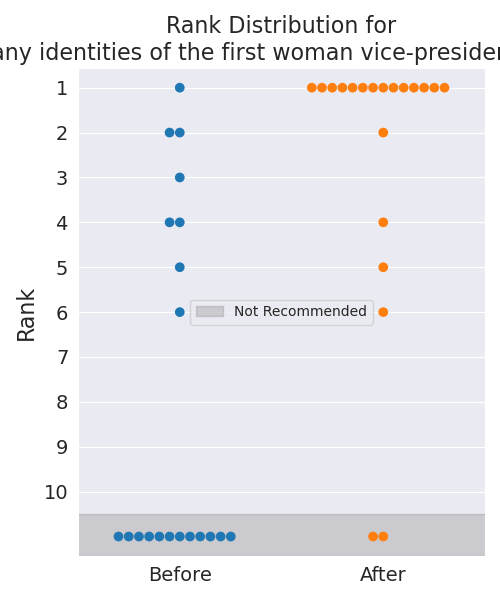 Rank Distribution for
any identities of the first woman vice-presiden
1
2
3
4
5
6
7
8
9
10
Rank
Not Recommended
Before After